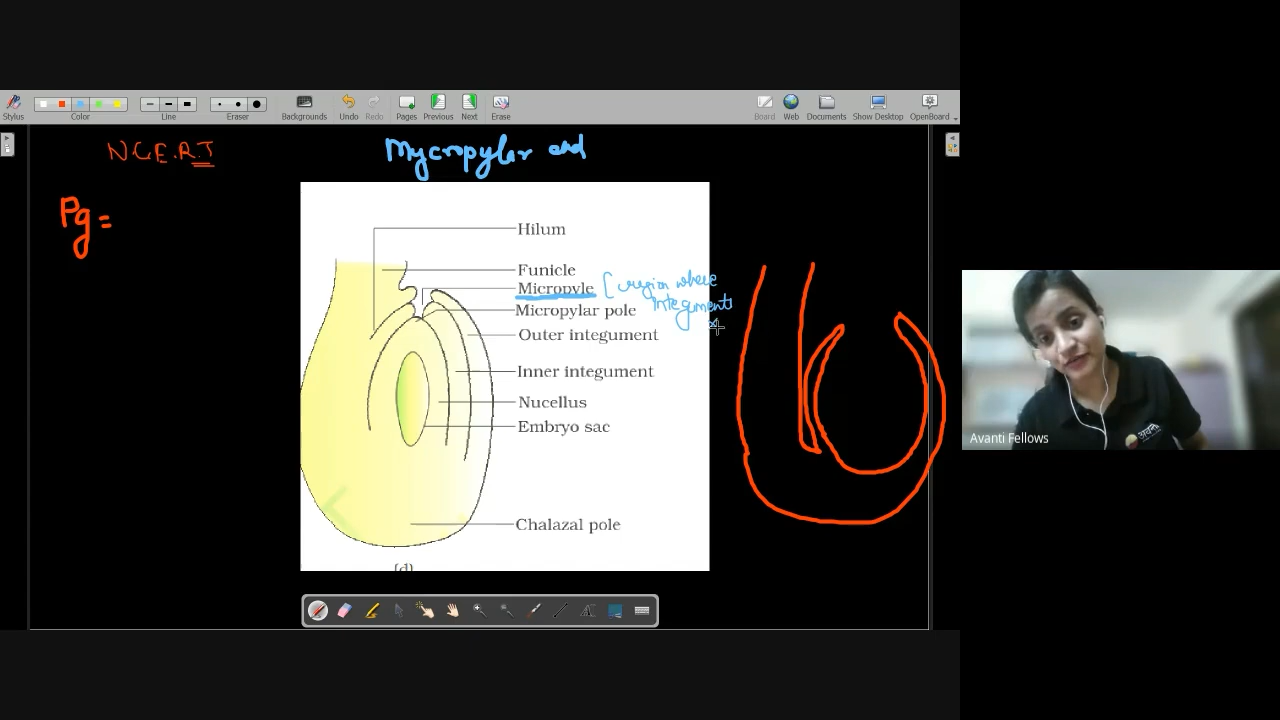 Stylus Color Line Eraser Backgrounds Undo Redo Pages Previous Next Erase Board Web Documents Show Desktop OpenBoard
N.C.E.R.T
Mycropyler end
Pg =
Hilum
Funicle
Micropyle [region where
integuments
Micropylar pole
Outer integument
Inner integument
Nucellus
Embryo sac
Chalazal pole
(d)
Avanti Fellows